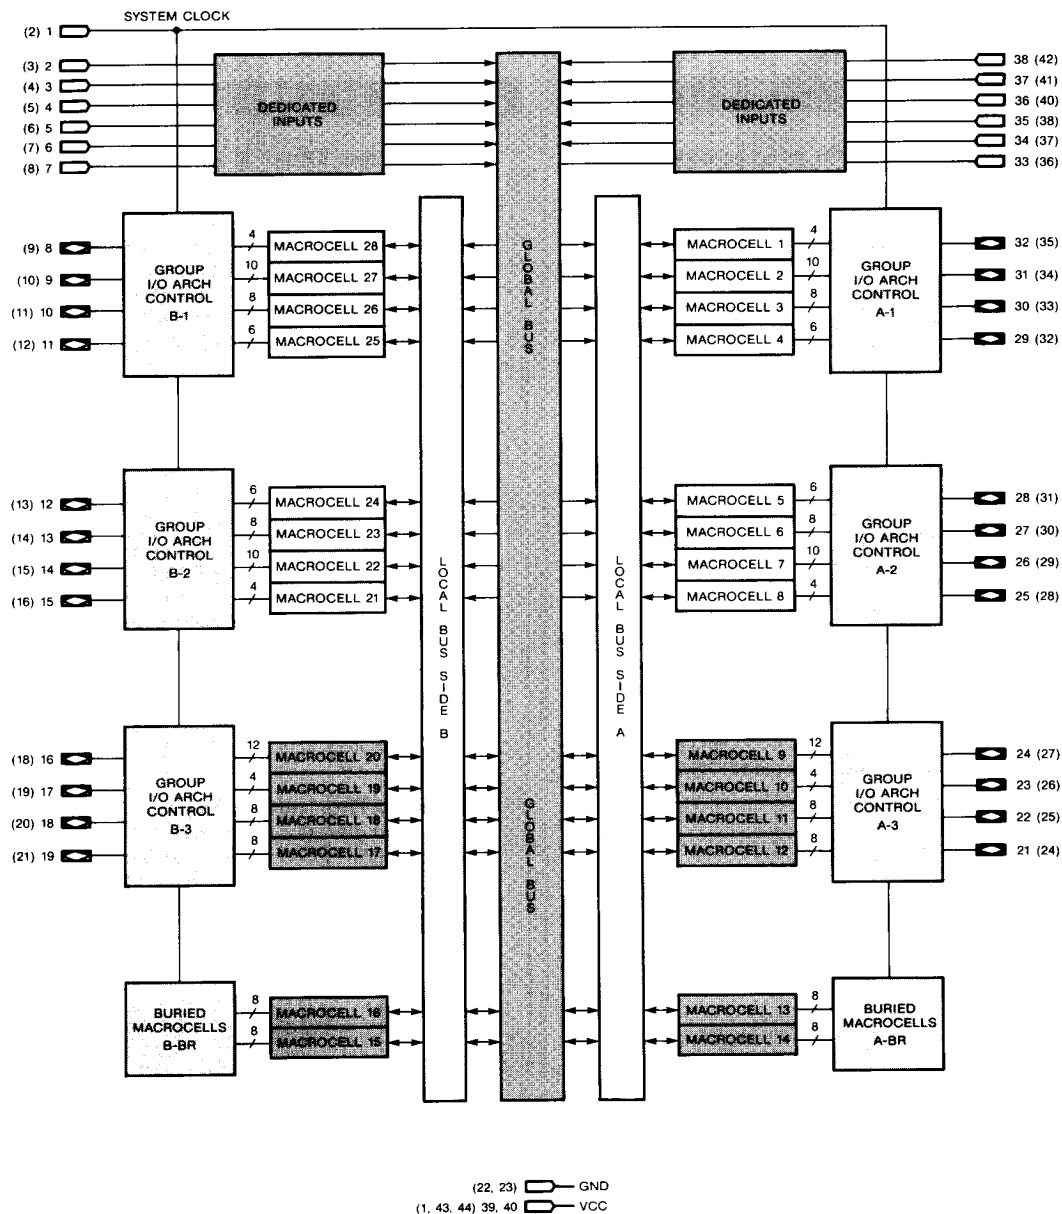 SYSTEM CLOCK
(2) 1
(3) 2
(4) 3
(5) 4
(6) 5
(7) 6
(8) 7
DEDICATED
INPUTS
DEDICATED
INPUTS
38 (42)
37 (41)
36 (40)
35 (38)
34 (37)
33 (36)
(9) 8
(10) 9
(11) 10
(12) 11
GROUP
I/O ARCH
CONTROL
B-1
4 MACROCELL 28
10 MACROCELL 27
8 MACROCELL 26
6 MACROCELL 25
GLOBAL BUS
MACROCELL 1 4
MACROCELL 2 10
MACROCELL 3 8
MACROCELL 4 6
GROUP
I/O ARCH
CONTROL
A-1
32 (35)
31 (34)
30 (33)
29 (32)
(13) 12
(14) 13
(15) 14
(16) 15
GROUP
I/O ARCH
CONTROL
B-2
6 MACROCELL 24
8 MACROCELL 23
10 MACROCELL 22
4 MACROCELL 21
LOCAL BUS SIDE B
LOCAL BUS SIDE A
MACROCELL 5 6
MACROCELL 6 8
MACROCELL 7 10
MACROCELL 8 4
GROUP
I/O ARCH
CONTROL
A-2
28 (31)
27 (30)
26 (29)
25 (28)
(18) 16
(19) 17
(20) 18
(21) 19
GROUP
I/O ARCH
CONTROL
B-3
12 MACROCELL 20
4 MACROCELL 19
8 MACROCELL 18
8 MACROCELL 17
GLOBAL BUS
MACROCELL 9 12
MACROCELL 10 4
MACROCELL 11 8
MACROCELL 12 8
GROUP
I/O ARCH
CONTROL
A-3
24 (27)
23 (26)
22 (25)
21 (24)
BURIED
MACROCELLS
B-BR
8 MACROCELL 16
8 MACROCELL 15
MACROCELL 13 8
MACROCELL 14 8
BURIED
MACROCELLS
A-BR
(22, 23) GND
(1, 43, 44) 39, 40 VCC